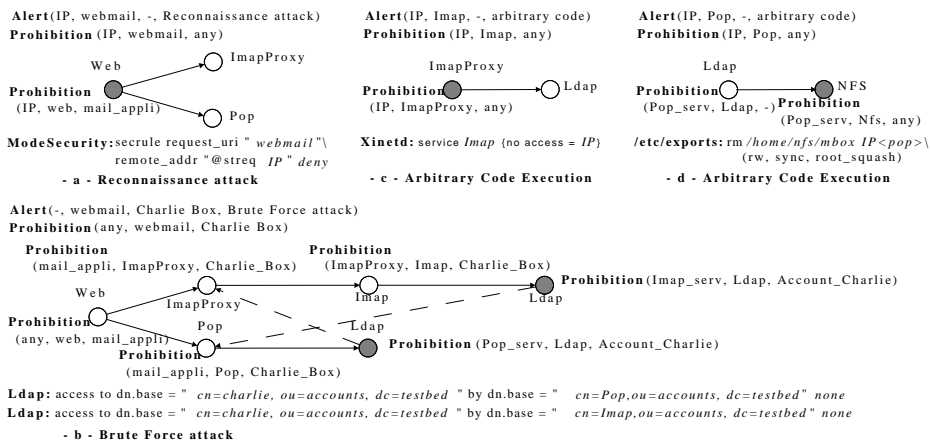 Alert(IP, webmail, -, Reconnaissance attack)
Prohibition (IP, webmail, any)
Web
ImapProxy
Prohibition
(IP, web, mail_appli)
Pop
ModeSecurity: secrule request_uri " webmail"\
remote_addr "@streq IP" deny
- a - Reconnaissance attack
Alert(IP, Imap, -, arbitrary code)
Prohibition (IP, Imap, any)
ImapProxy
Prohibition
Ldap
(IP, ImapProxy, any)
Xinetd: service Imap {no access = IP}
- c - Arbitrary Code Execution
Alert(IP, Pop, -, arbitrary code)
Prohibition (IP, Pop, any)
Ldap
Prohibition
NFS
(Pop_serv, Ldap, -)
Prohibition
(Pop_serv, Nfs, any)
/etc/exports: rm /home/nfs/mbox IP<pop>\
(rw, sync, root_squash)
- d - Arbitrary Code Execution
Alert(-, webmail, Charlie Box, Brute Force attack)
Prohibition (any, webmail, Charlie Box)
Prohibition
(mail_appli, ImapProxy, Charlie_Box)
Prohibition
(ImapProxy, Imap, Charlie_Box)
Prohibition (Imap_serv, Ldap, Account_Charlie)
Web
ImapProxy
Imap
Ldap
Prohibition
(any, web, mail_appli)
Pop
Ldap
Prohibition
(mail_appli, Pop, Charlie_Box)
Prohibition (Pop_serv, Ldap, Account_Charlie)
Ldap: access to dn.base = " cn=charlie, ou=accounts, dc=testbed " by dn.base = " cn=Pop,ou=accounts, dc=testbed" none
Ldap: access to dn.base = " cn=charlie, ou=accounts, dc=testbed " by dn.base = " cn=Imap,ou=accounts, dc=testbed" none
- b - Brute Force attack